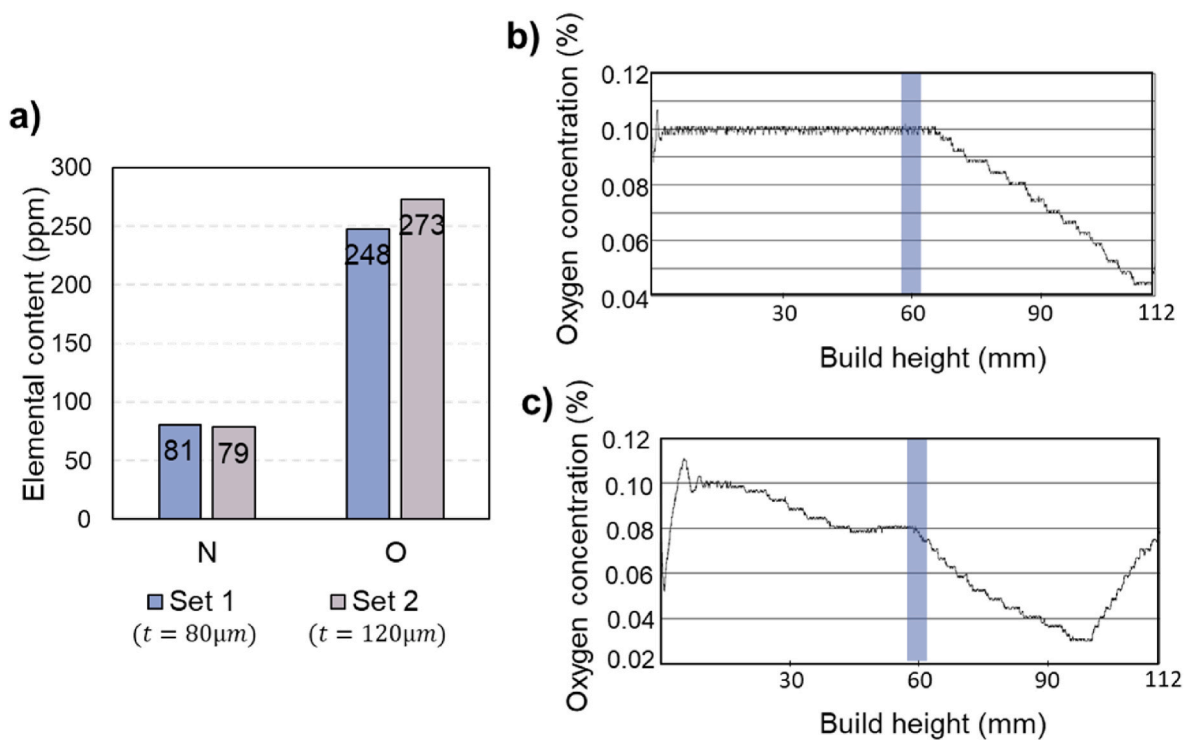 a)
Elemental content (ppm)
300
250
200
150
100
50
0
81
79
248
273
N
O
Set 1
(t = 80μm)
Set 2
(t = 120μm)
b)
Oxygen concentration (%)
0.12
0.10
0.08
0.06
0.04
30
60
90
112
Build height (mm)
c)
Oxygen concentration (%)
0.12
0.10
0.08
0.06
0.04
0.02
30
60
90
112
Build height (mm)